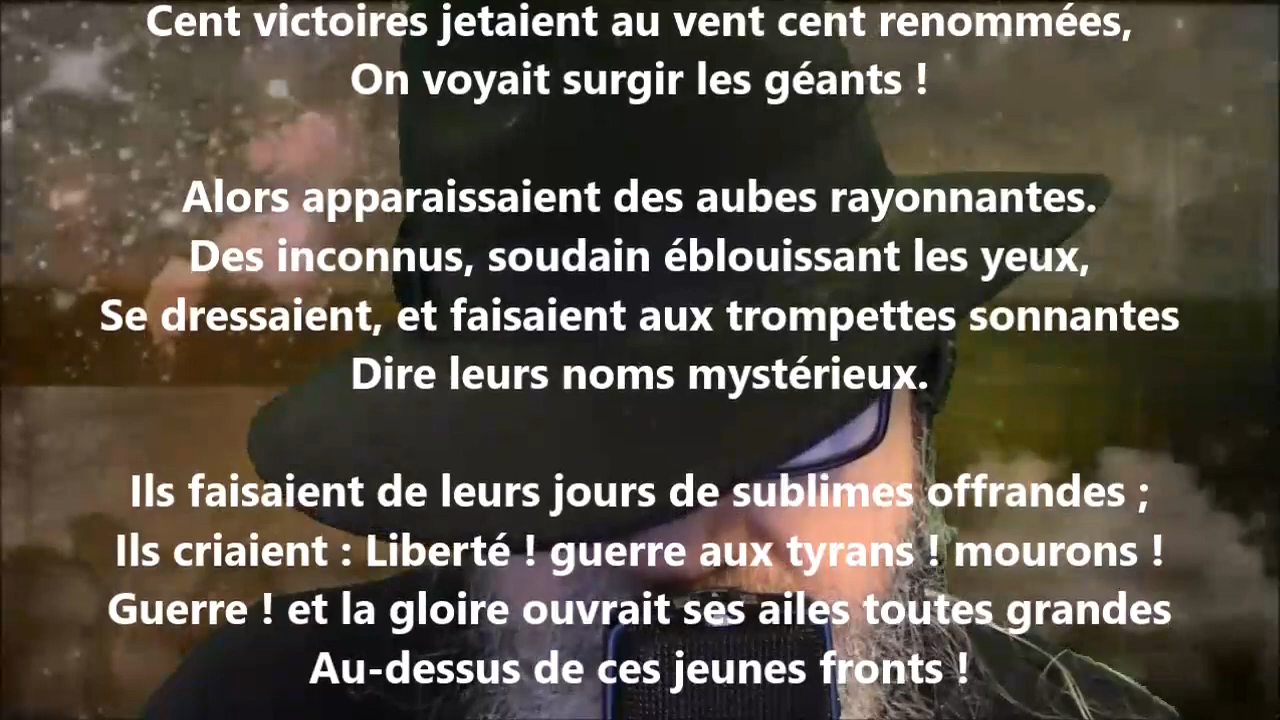 Cent victoires jetaient au vent cent renommées,
On voyait surgir les géants !
Alors apparaissaient des aubes rayonnantes.
Des inconnus, soudain éblouissant les yeux,
Se dressaient, et faisaient aux trompettes sonnantes
Dire leurs noms mystérieux.
Ils faisaient de leurs jours de sublimes offrandes ;
Ils criaient : Liberté ! guerre aux tyrans ! mourons !
Guerre ! et la gloire ouvrait ses ailes toutes grandes
Au-dessus de ces jeunes fronts !